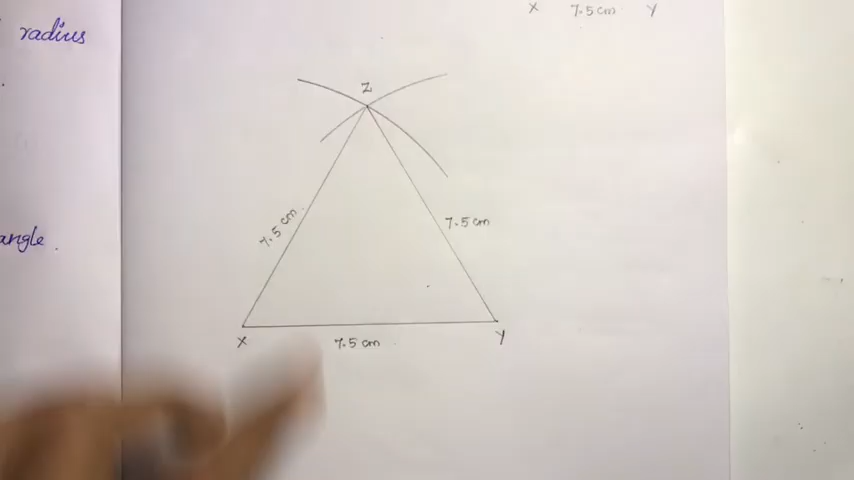 radius
angle.
X 7.5 cm Y
Z
7.5 cm.
7.5 cm
X
7.5 cm
Y